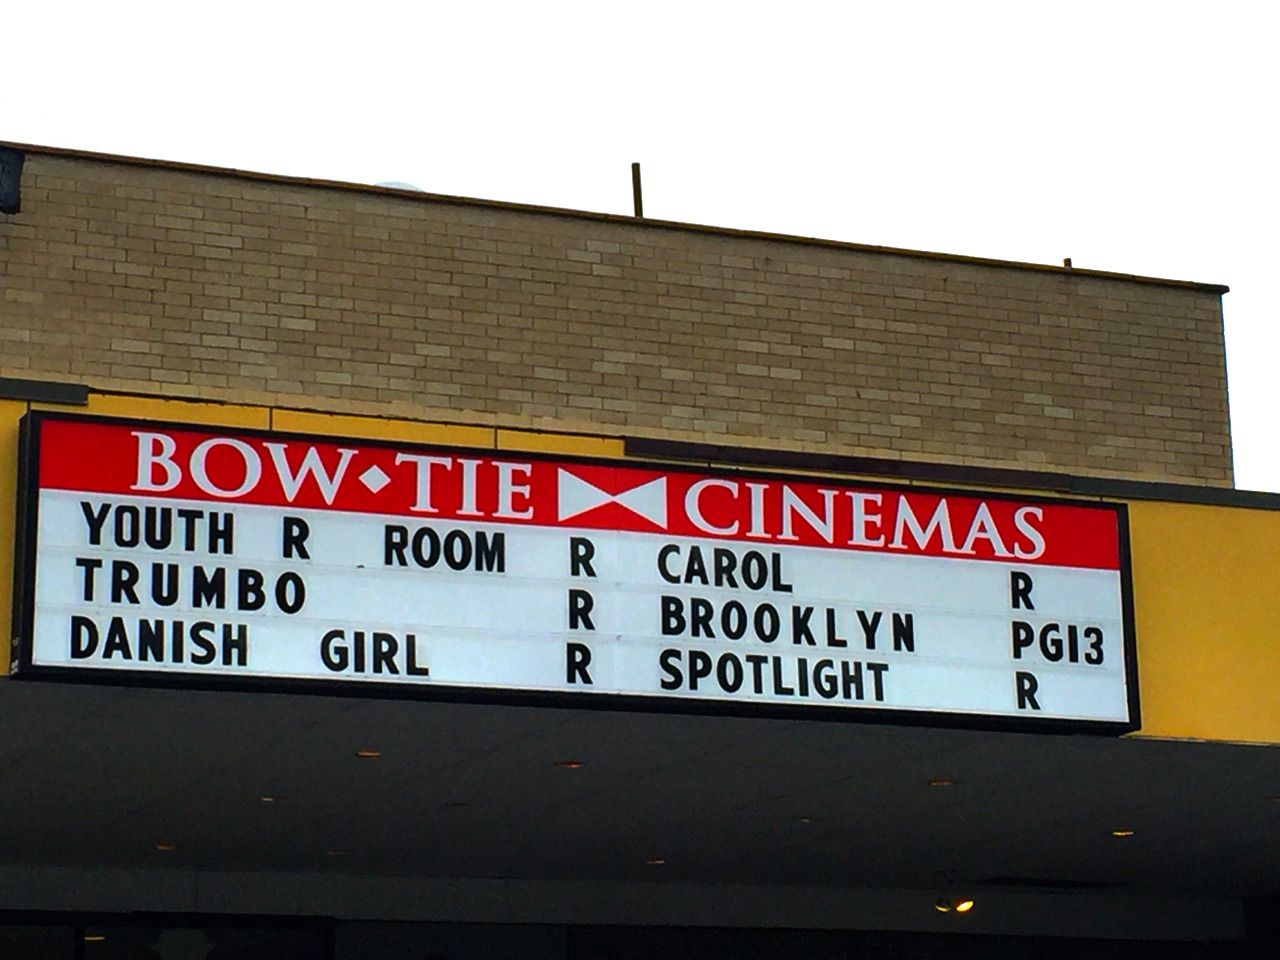 BOW TIE CINEMAS
YOUTH R ROOM R CAROL R
TRUMBO R BROOKLYN PG13
DANISH GIRL R SPOTLIGHT R